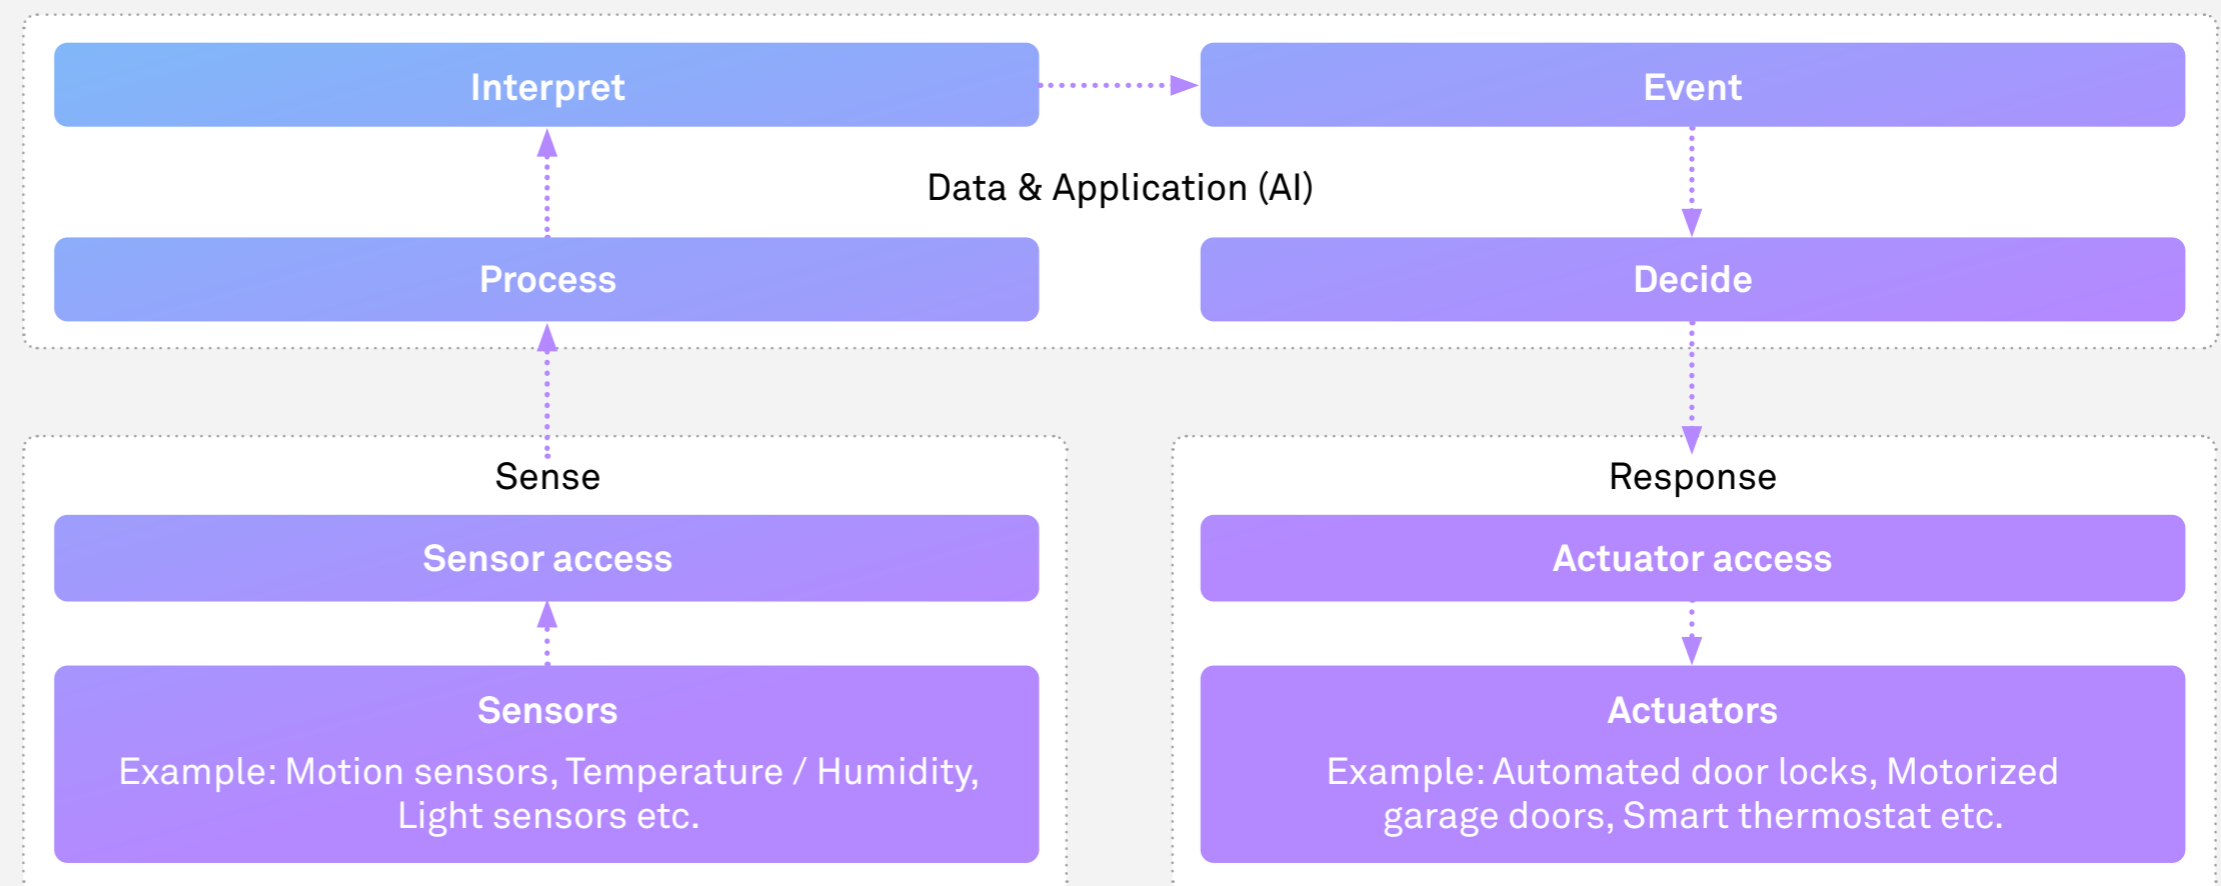 Interpret
Event
Data & Application (AI)
Process
Decide
Sense
Response
Sensor access
Actuator access
Sensors
Example: Motion sensors, Temperature / Humidity,
Light sensors etc.
Actuators
Example: Automated door locks, Motorized
garage doors, Smart thermostat etc.